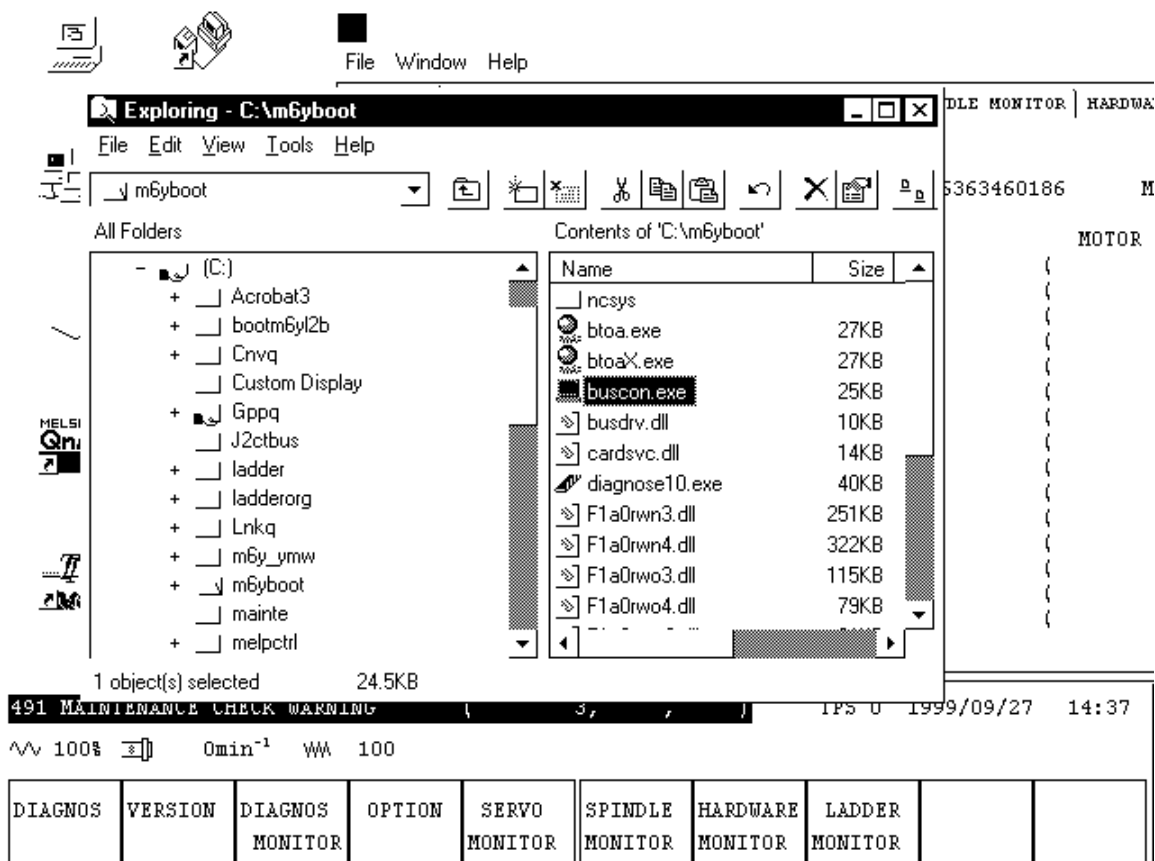 File Window Help
Exploring - C:\m6yboot
DLE MONITOR HARDWA
File Edit View Tools Help
m6yboot
5363460186 M
All Folders
Contents of 'C:\m6yboot'
MOTOR
(C:)
Acrobat3
bootm6yl2b
Cnvq
Custom Display
Gppq
J2ctbus
ladder
ladderorg
Lnkq
m6y_ymw
m6yboot
mainte
melpctrl
Name Size
ncsys
btoa.exe 27KB
btoaX.exe 27KB
buscon.exe 25KB
busdrv.dll 10KB
cardsvc.dll 14KB
diagnose10.exe 40KB
F1a0rwn3.dll 251KB
F1a0rwn4.dll 322KB
F1a0rwo3.dll 115KB
F1a0rwo4.dll 79KB
MELSI
1 object(s) selected 24.5KB
491 MAINTENANCE CHECK WARNING ( 3, , ) TPS 0 1999/09/27 14:37
100% 0min⁻¹ 100
DIAGNOS
VERSION
DIAGNOS MONITOR
OPTION
SERVO MONITOR
SPINDLE MONITOR
HARDWARE MONITOR
LADDER MONITOR